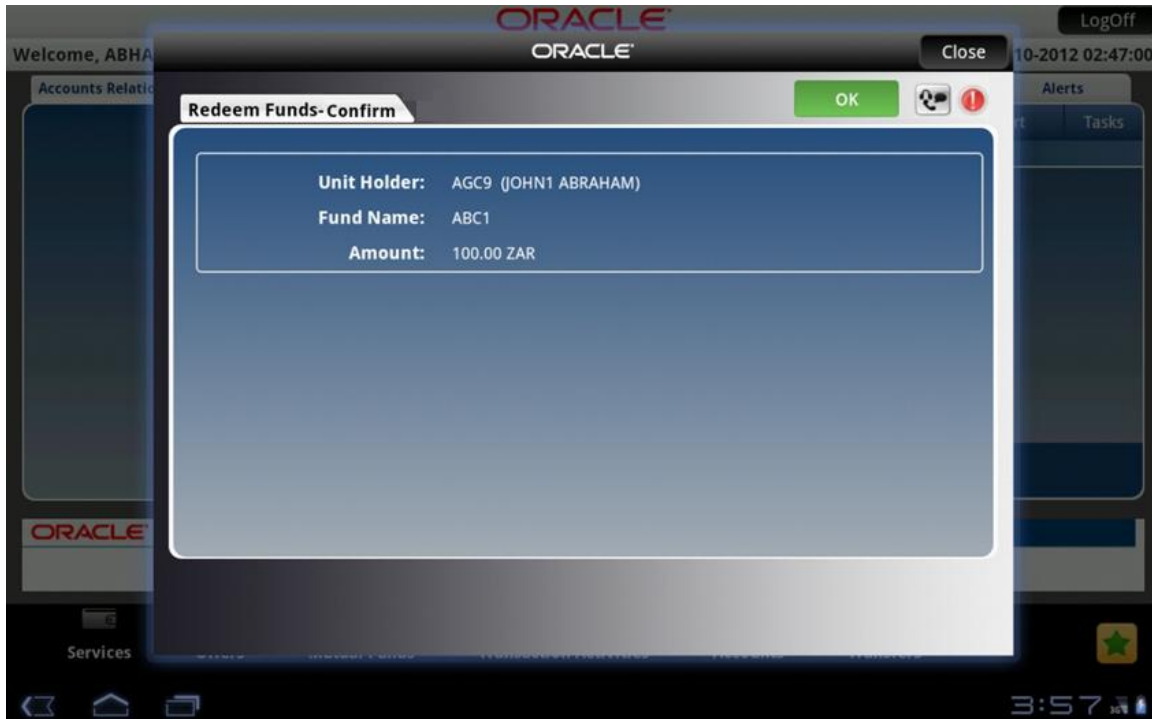 ORACLE
LogOff
Welcome, ABHA
ORACLE
Close
10-2012 02:47:00
Accounts Relatio
Alerts
Redeem Funds- Confirm
OK
Tasks
Unit Holder: AGC9 (JOHN1 ABRAHAM)
Fund Name: ABC1
Amount: 100.00 ZAR
ORACLE
Services
3:57